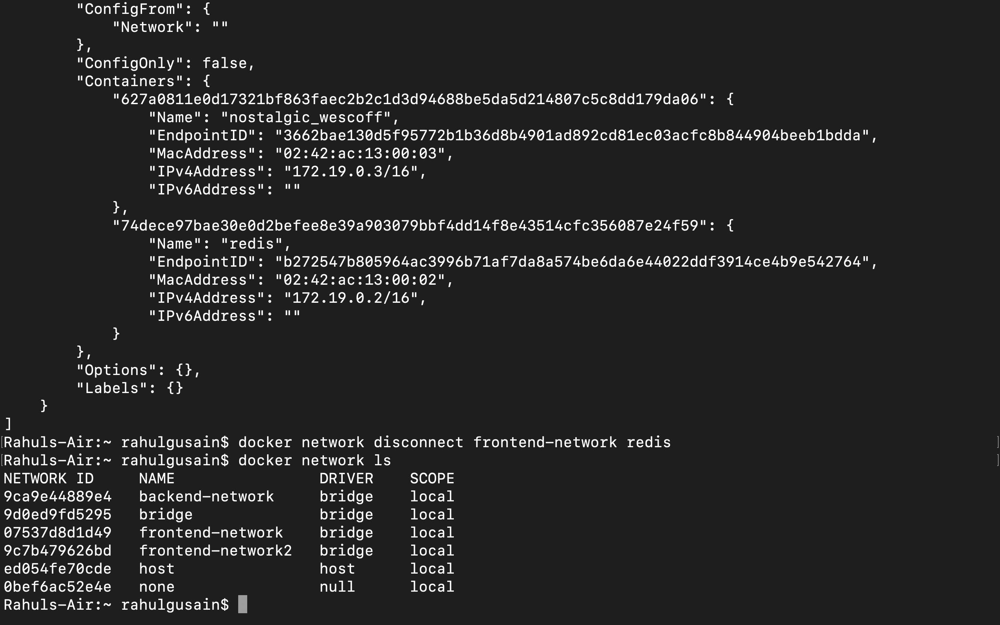 "ConfigFrom": {
"Network": ""
},
"ConfigOnly": false,
"Containers": {
"627a0811e0d17321bf863faec2b2c1d3d94688be5da5d214807c5c8dd179da06": {
"Name": "nostalgic_wescoff",
"EndpointID": "3662bae130d5f95772b1b36d8b4901ad892cd81ec03acfc8b844904beeb1bdda",
"MacAddress": "02:42:ac:13:00:03",
"IPv4Address": "172.19.0.3/16",
"IPv6Address": ""
},
"74dece97bae30e0d2befee8e39a903079bbf4dd14f8e43514cfc356087e24f59": {
"Name": "redis",
"EndpointID": "b272547b805964ac3996b71af7da8a574be6da6e44022ddf3914ce4b9e542764",
"MacAddress": "02:42:ac:13:00:02",
"IPv4Address": "172.19.0.2/16",
"IPv6Address": ""
}
},
"Options": {},
"Labels": {}
}
]
[Rahuls-Air:~ rahulgusain$ docker network disconnect frontend-network redis ]
[Rahuls-Air:~ rahulgusain$ docker network ls ]
NETWORK ID NAME DRIVER SCOPE
9ca9e44889e4 backend-network bridge local
9d0ed9fd5295 bridge bridge local
07537d8d1d49 frontend-network bridge local
9c7b479626bd frontend-network2 bridge local
ed054fe70cde host host local
0bef6ac52e4e none null local
Rahuls-Air:~ rahulgusain$